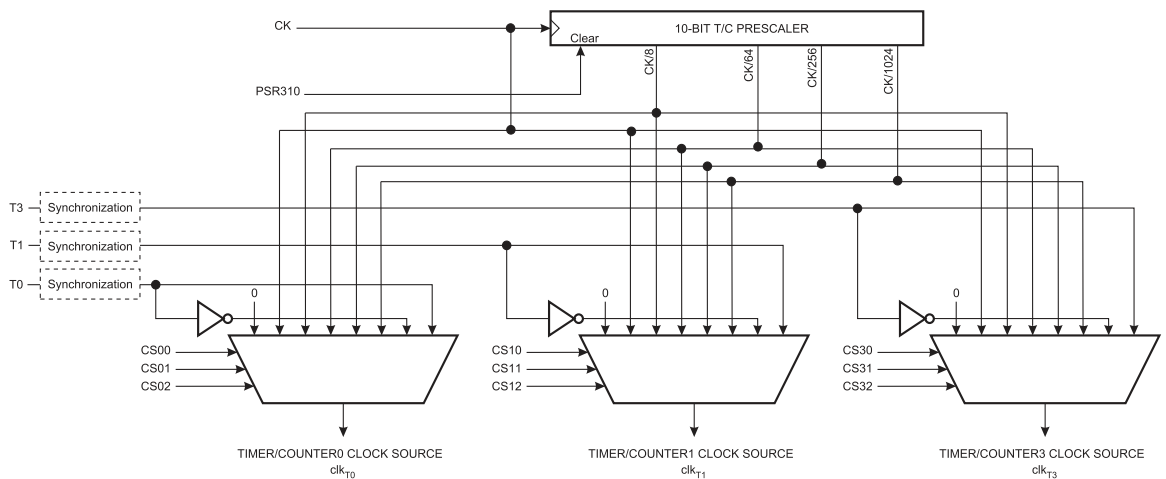 CK
10-BIT T/C PRESCALER
Clear
CK/8
CK/64
CK/256
CK/1024
PSR310
T3
Synchronization
T1
Synchronization
T0
Synchronization
0
0
0
CS00
CS01
CS02
CS10
CS11
CS12
CS30
CS31
CS32
TIMER/COUNTER0 CLOCK SOURCE
clkT0
TIMER/COUNTER1 CLOCK SOURCE
clkT1
TIMER/COUNTER3 CLOCK SOURCE
clkT3